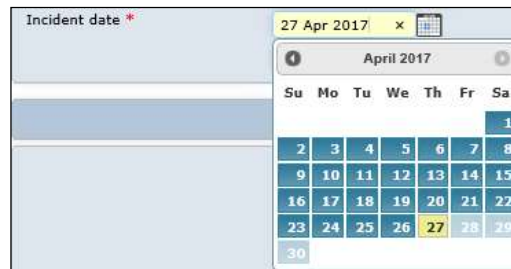 Incident date *
27 Apr 2017 ×
April 2017
Su Mo Tu We Th Fr Sa
1
2 3 4 5 6 7 8
9 10 11 12 13 14 15
16 17 18 19 20 21 22
23 24 25 26 27 28 29
30